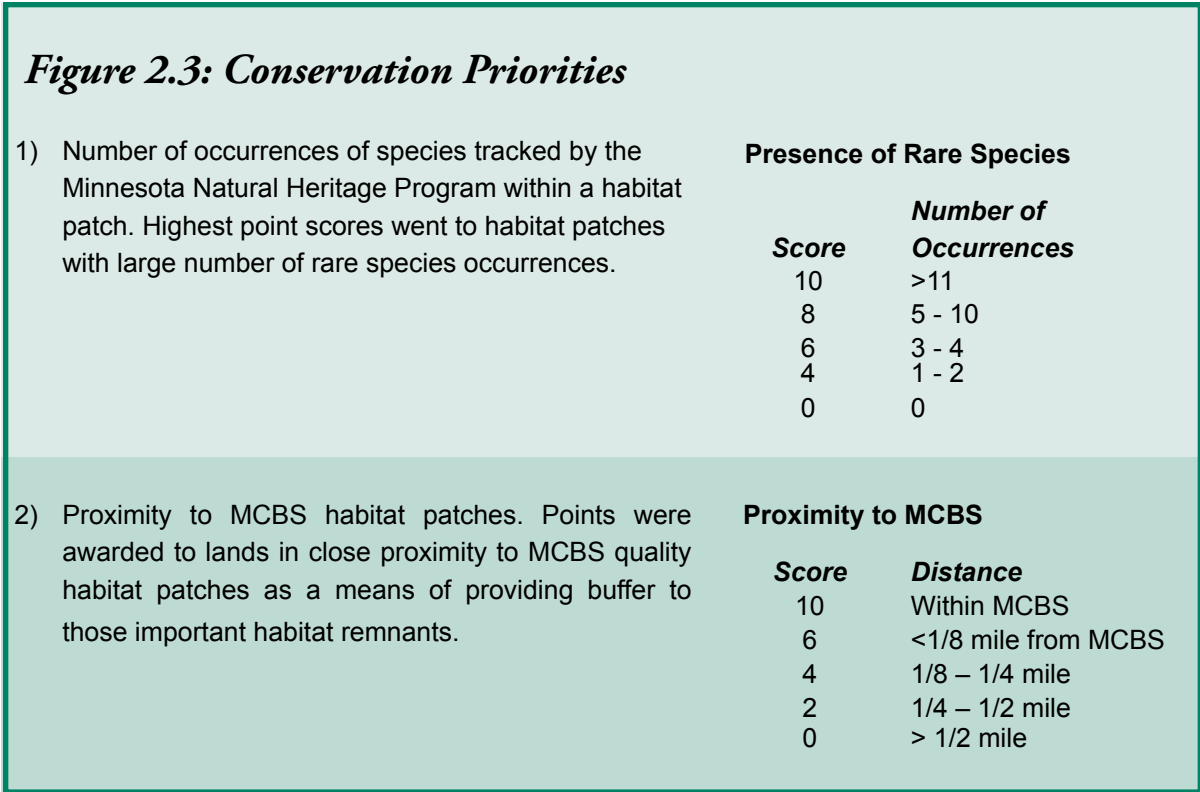 Figure 2.3: Conservation Priorities
1) Number of occurrences of species tracked by the
Minnesota Natural Heritage Program within a habitat
patch. Highest point scores went to habitat patches
with large number of rare species occurrences.
Presence of Rare Species
Number of
Score Occurrences
10 >11
8 5 - 10
6 3 - 4
4 1 - 2
0 0
2) Proximity to MCBS habitat patches. Points were
awarded to lands in close proximity to MCBS quality
habitat patches as a means of providing buffer to
those important habitat remnants.
Proximity to MCBS
Score Distance
10 Within MCBS
6 <1/8 mile from MCBS
4 1/8 – 1/4 mile
2 1/4 – 1/2 mile
0 > 1/2 mile